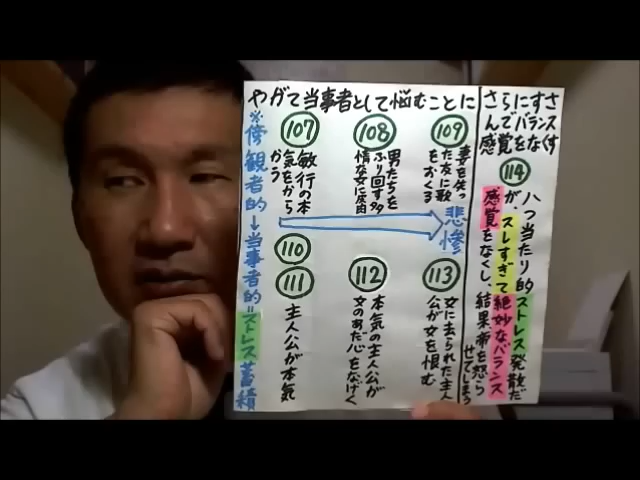 やがて当事者として悩むことに
※傍観者的→当事者的=ストレス蓄積
107
敏行の本
気をから
かう
108
男たちを
ふり回す多
情な女に皮肉
109
妻を失っ
た友に歌
をおくる
悲惨
110
111
主人公が本気
112
本気の主人公が
女のあだ心をなげく
113
女に去られた主人
公が女を恨む
さらにすさ
んでバランス
感覚をなくす
114
八つ当たり的ストレス発散だ
が、スレすぎて絶妙なバランス
感覚をなくし、結果帝を怒ら
せてしまう